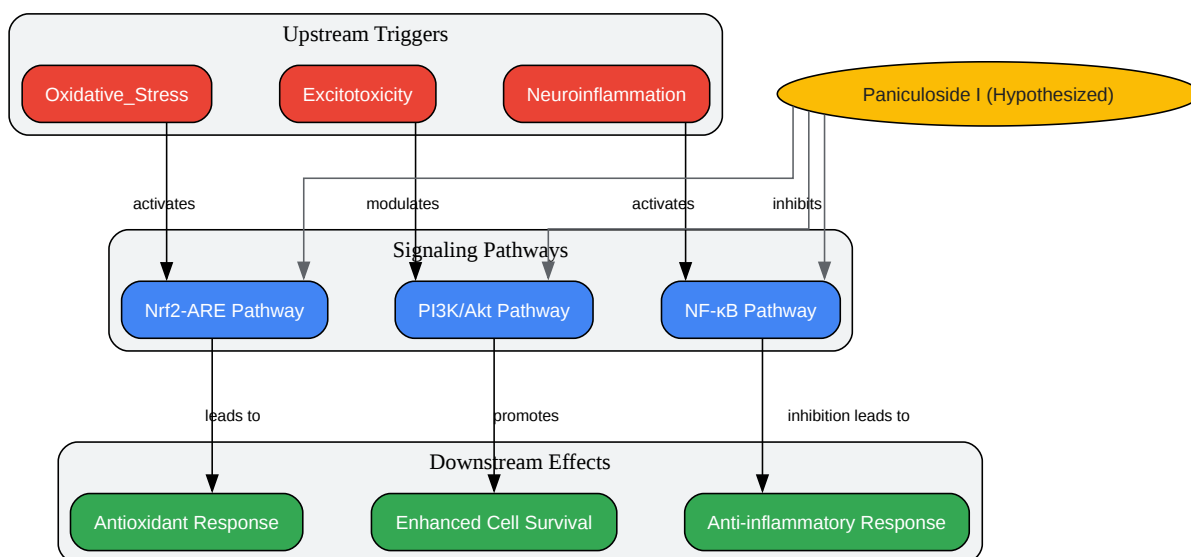 Upstream Triggers
Oxidative_Stress
Excitotoxicity
Neuroinflammation
Paniculoside I (Hypothesized)
activates
modulates
activates
inhibits
Signaling Pathways
Nrf2-ARE Pathway
PI3K/Akt Pathway
NF-κB Pathway
leads to
promotes
inhibition leads to
Downstream Effects
Antioxidant Response
Enhanced Cell Survival
Anti-inflammatory Response